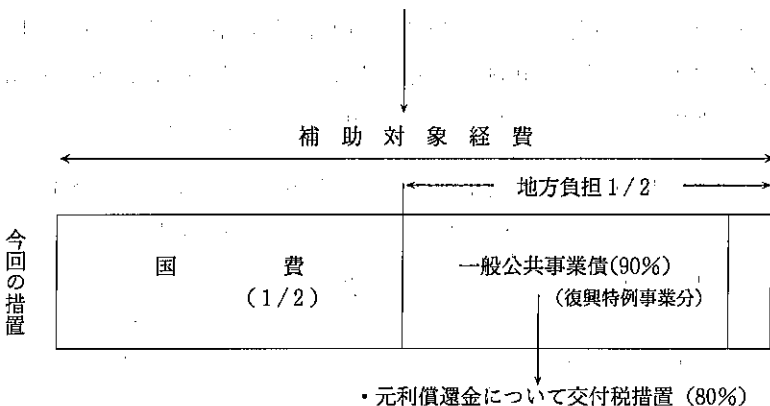 補助対象経費
地方負担1/2
今回の措置
国費
(1/2)
一般公共事業債(90%)
(復興特例事業分)
・元利償還金について交付税措置(80%)